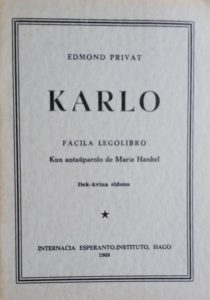 EDMOND PRIVAT
KARLO
FACILA LEGOLIBRO
Kun antaŭparolo de Marie Hankel
Dek-kvina eldono
INTERNACIA ESPERANTO-INSTITUTO, HAGO
1968